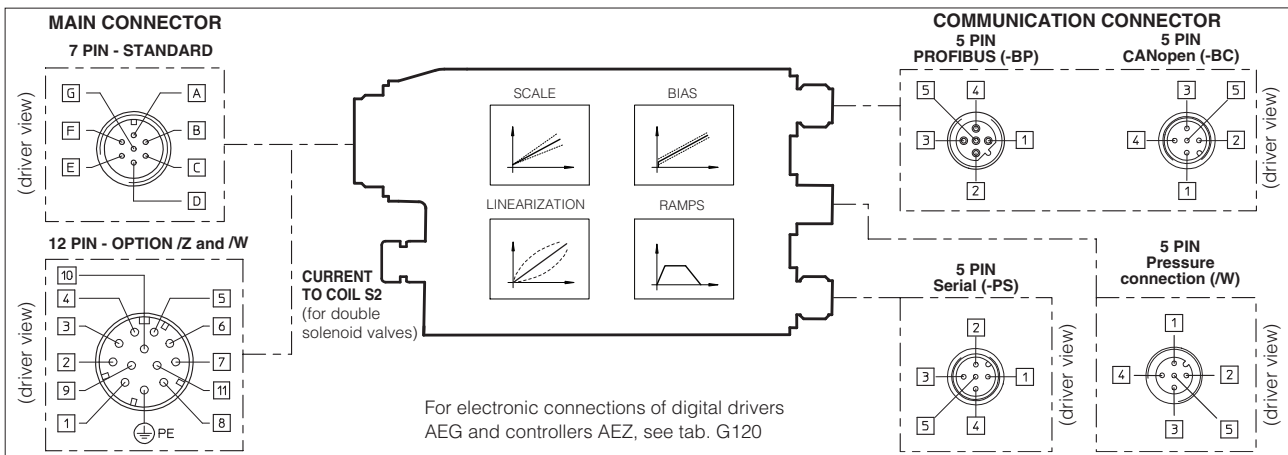 MAIN CONNECTOR
7 PIN - STANDARD
(driver view)
G
A
F
B
E
C
D
12 PIN - OPTION /Z and /W
(driver view)
10
4
5
3
6
2
7
9
11
1
8
PE
CURRENT
TO COIL S2
(for double
solenoid valves)
SCALE
BIAS
LINEARIZATION
RAMPS
For electronic connections of digital drivers
AEG and controllers AEZ, see tab. G120
COMMUNICATION CONNECTOR
5 PIN
PROFIBUS (-BP)
5
4
3
1
2
5 PIN
CANopen (-BC)
3
5
4
2
1
(driver view)
5 PIN
Serial (-PS)
2
3
1
5
4
(driver view)
5 PIN
Pressure
connection (/W)
1
4
2
3
5
(driver view)